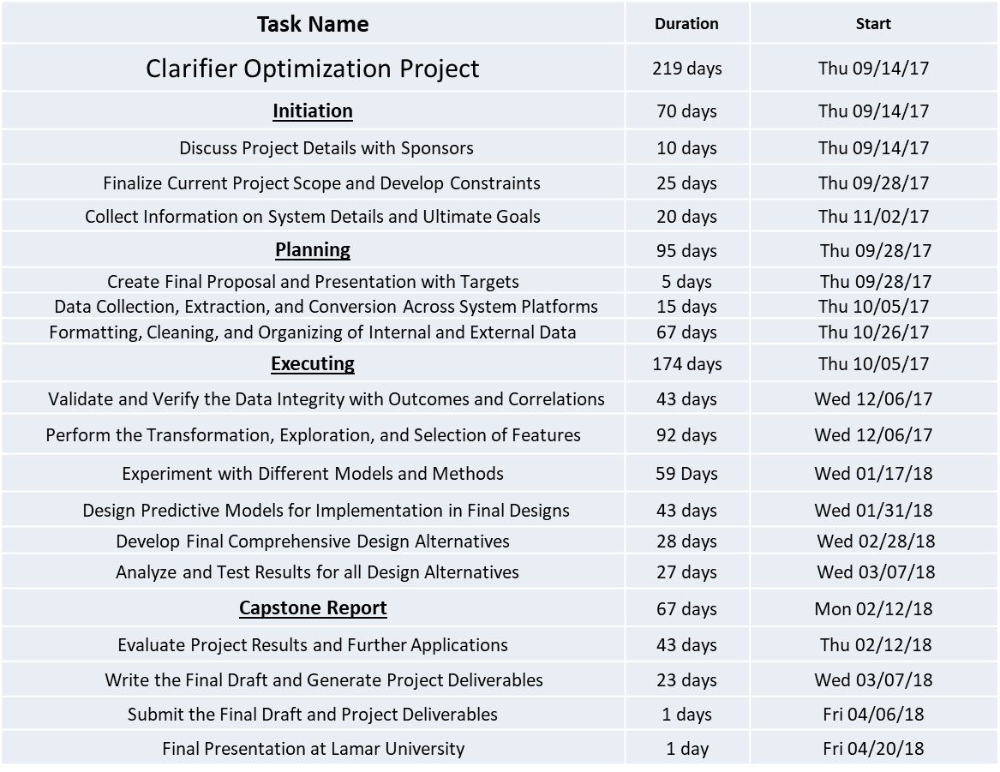 Task Name Duration Start
Clarifier Optimization Project 219 days Thu 09/14/17
Initiation 70 days Thu 09/14/17
Discuss Project Details with Sponsors 10 days Thu 09/14/17
Finalize Current Project Scope and Develop Constraints 25 days Thu 09/28/17
Collect Information on System Details and Ultimate Goals 20 days Thu 11/02/17
Planning 95 days Thu 09/28/17
Create Final Proposal and Presentation with Targets 5 days Thu 09/28/17
Data Collection, Extraction, and Conversion Across System Platforms 15 days Thu 10/05/17
Formatting, Cleaning, and Organizing of Internal and External Data 67 days Thu 10/26/17
Executing 174 days Thu 10/05/17
Validate and Verify the Data Integrity with Outcomes and Correlations 43 days Wed 12/06/17
Perform the Transformation, Exploration, and Selection of Features 92 days Wed 12/06/17
Experiment with Different Models and Methods 59 Days Wed 01/17/18
Design Predictive Models for Implementation in Final Designs 43 days Wed 01/31/18
Develop Final Comprehensive Design Alternatives 28 days Wed 02/28/18
Analyze and Test Results for all Design Alternatives 27 days Wed 03/07/18
Capstone Report 67 days Mon 02/12/18
Evaluate Project Results and Further Applications 43 days Thu 02/12/18
Write the Final Draft and Generate Project Deliverables 23 days Wed 03/07/18
Submit the Final Draft and Project Deliverables 1 days Fri 04/06/18
Final Presentation at Lamar University 1 day Fri 04/20/18